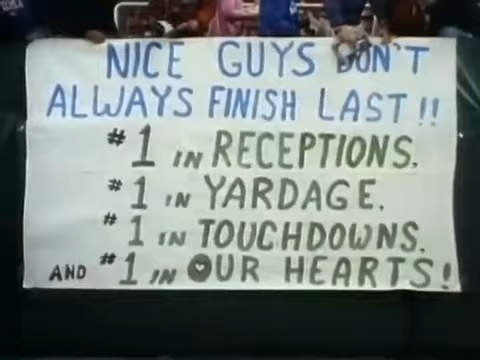 NICE GUYS DON'T
ALWAYS FINISH LAST!!
#1 IN RECEPTIONS.
#1 IN YARDAGE.
#1 IN TOUCHDOWNS.
AND #1 IN OUR HEARTS!